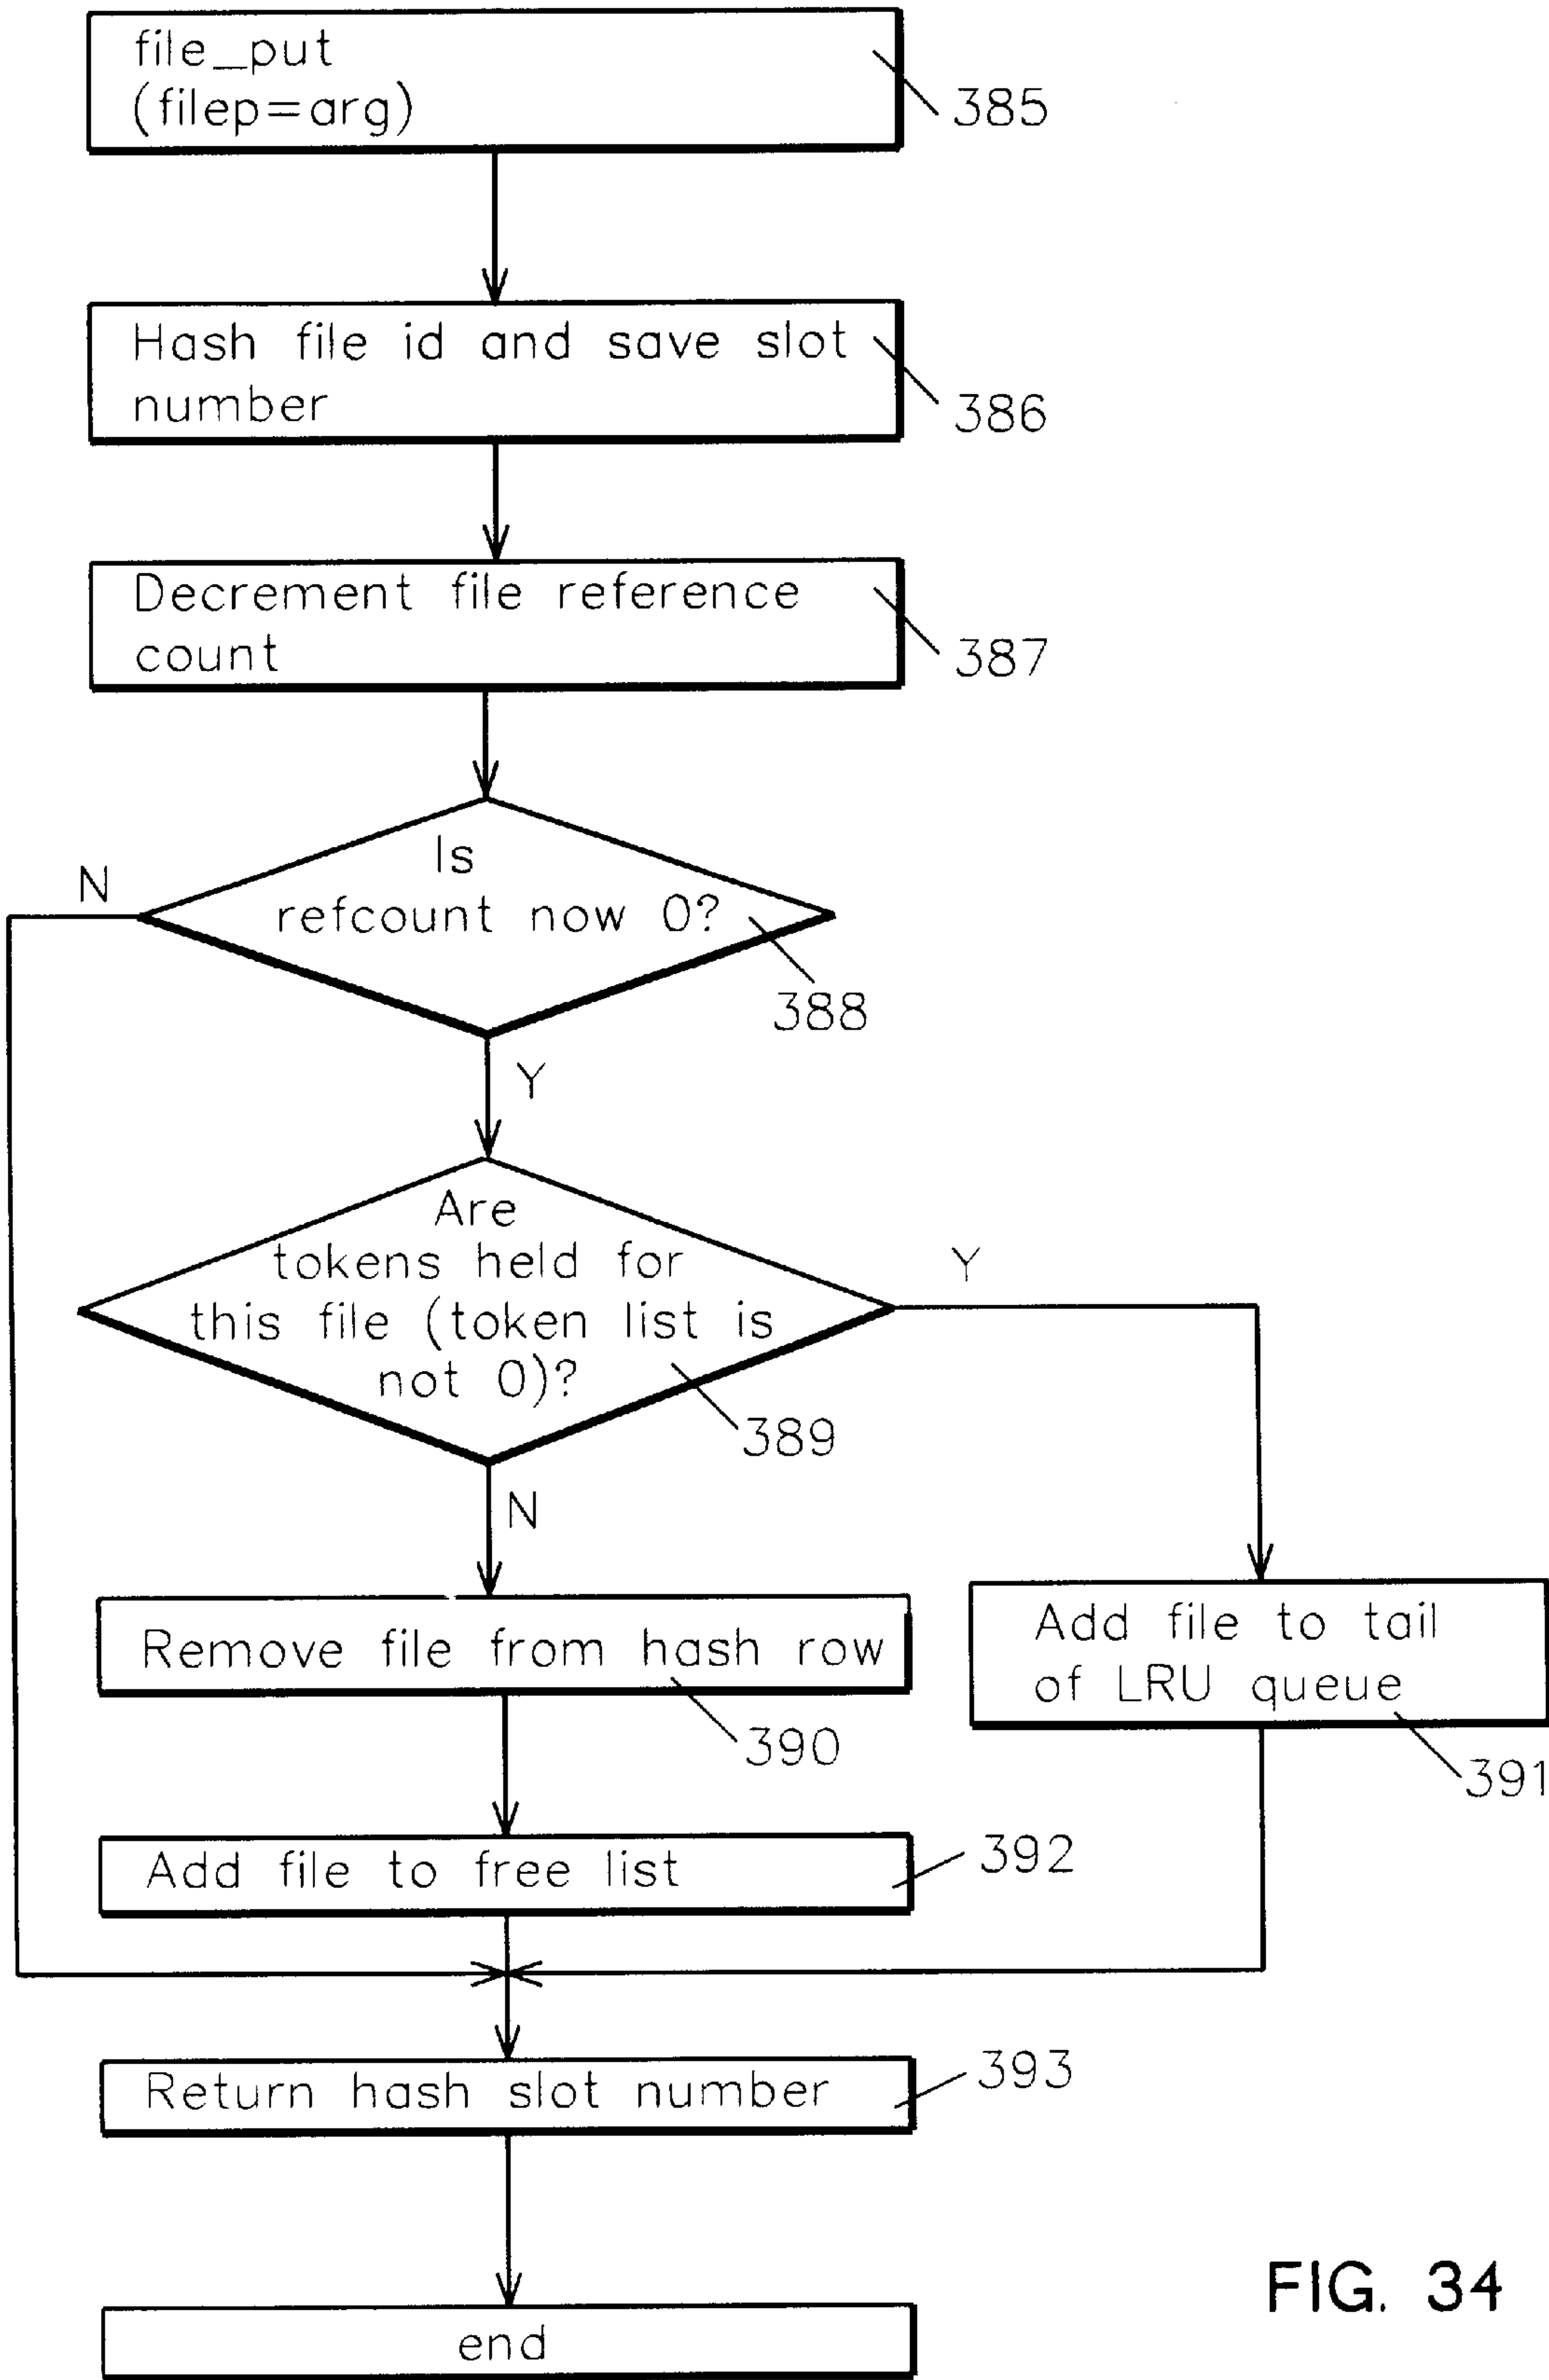 file_put
(filep=arg)
385
Hash file id and save slot
number
386
Decrement file reference
count
387
Is
refcount now 0?
N
388
Y
Are
tokens held for
this file (token list is
not 0)?
Y
389
N
Remove file from hash row
390
Add file to tail
of LRU queue
391
Add file to free list
392
Return hash slot number
393
end
FIG. 34